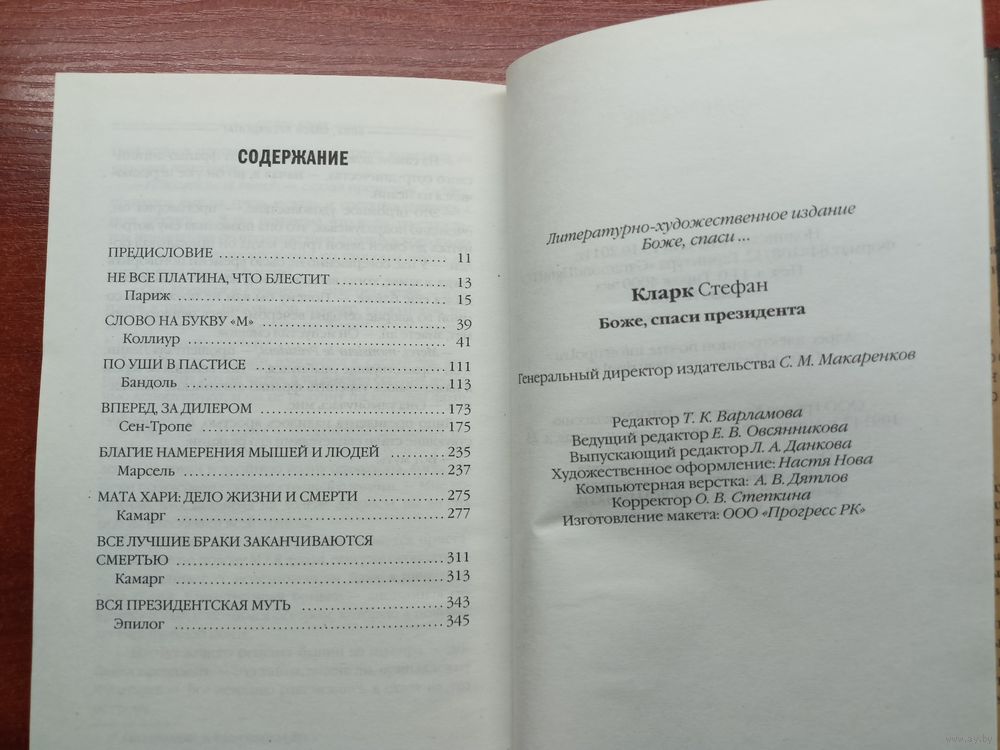 СОДЕРЖАНИЕ
ПРЕДИСЛОВИЕ ........ 11
НЕ ВСЕ ПЛАТИНА, ЧТО БЛЕСТИТ ........ 13
Париж ........ 15
СЛОВО НА БУКВУ «М» ........ 39
Коллиур ........ 41
ПО УШИ В ПАСТИСЕ ........ 111
Бандоль ........ 113
ВПЕРЕД, ЗА ДИЛЕРОМ ........ 173
Сен-Тропе ........ 175
БЛАГИЕ НАМЕРЕНИЯ МЫШЕЙ И ЛЮДЕЙ ........ 235
Марсель ........ 237
МАТА ХАРИ: ДЕЛО ЖИЗНИ И СМЕРТИ ........ 275
Камарг ........ 277
ВСЕ ЛУЧШИЕ БРАКИ ЗАКАНЧИВАЮТСЯ
СМЕРТЬЮ ........ 311
Камарг ........ 313
ВСЯ ПРЕЗИДЕНТСКАЯ МУТЬ ........ 343
Эпилог ........ 345
Литературно-художественное издание
Боже, спаси ...
Кларк Стефан
Боже, спаси президента
Генеральный директор издательства С. М. Макаренков
Редактор Т. К. Варламова
Ведущий редактор Е. В. Овсянникова
Выпускающий редактор Л. А. Данкова
Художественное оформление: Настя Нова
Компьютерная верстка: А. В. Дятлов
Корректор О. В. Степкина
Изготовление макета: ООО «Прогресс РК»
www.ay.by